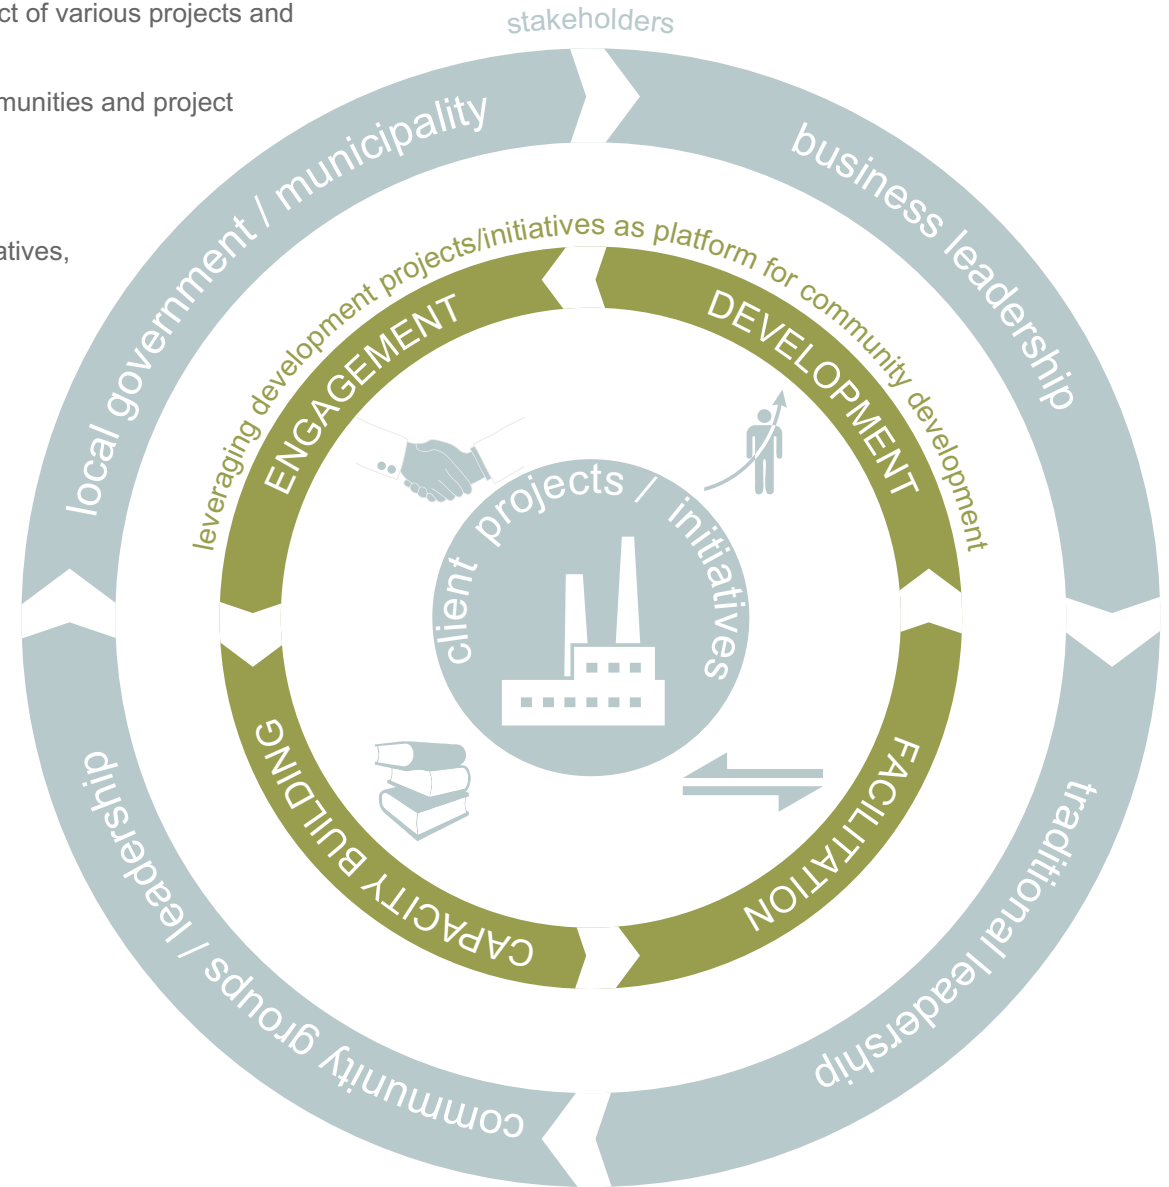 ct of various projects and
munities and project
atives,
stakeholders
local government / municipality
business leadership
traditional leadership
community groups / leadership
leveraging development projects/initiatives as platform for community development
ENGAGEMENT
DEVELOPMENT
FACILITATION
CAPACITY BUILDING
client projects / initiatives